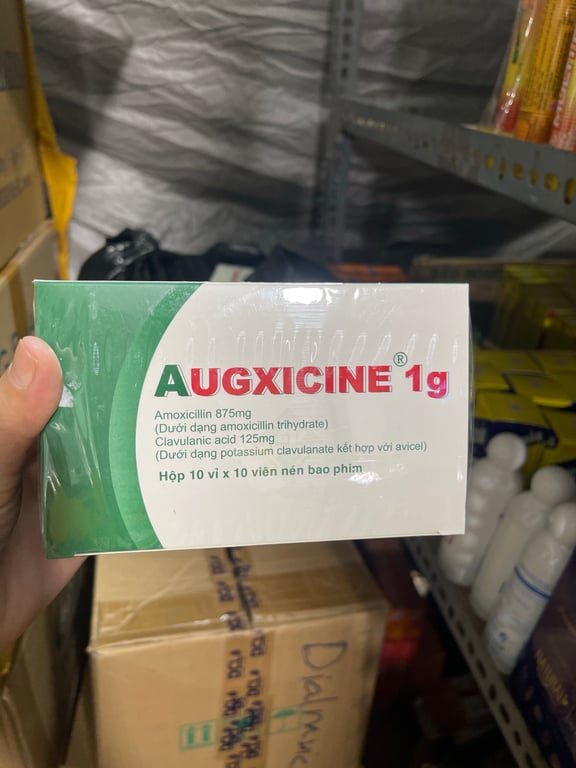 AUGXICINE® 1g
Amoxicillin 875mg
(Dưới dạng amoxicillin trihydrate)
Clavulanic acid 125mg
(Dưới dạng potassium clavulanate kết hợp với avicel)
Hộp 10 vỉ x 10 viên nén bao phim